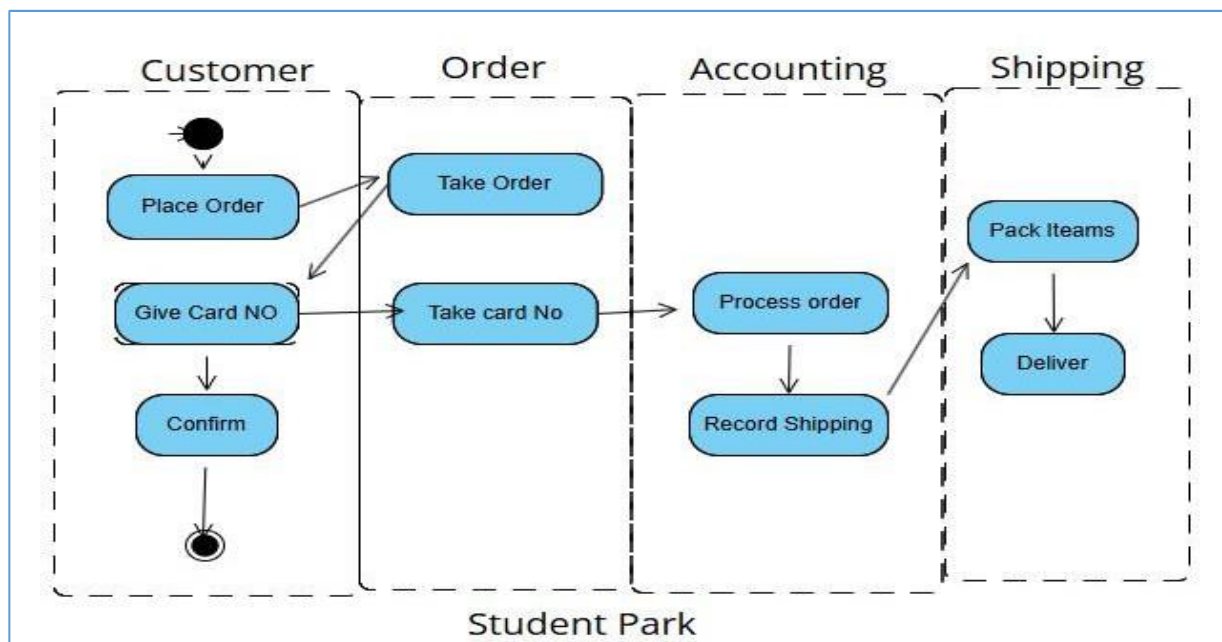 Customer
Order
Accounting
Shipping
Place Order
Take Order
Pack Iteams
Give Card NO
Take card No
Process order
Deliver
Confirm
Record Shipping
Student Park